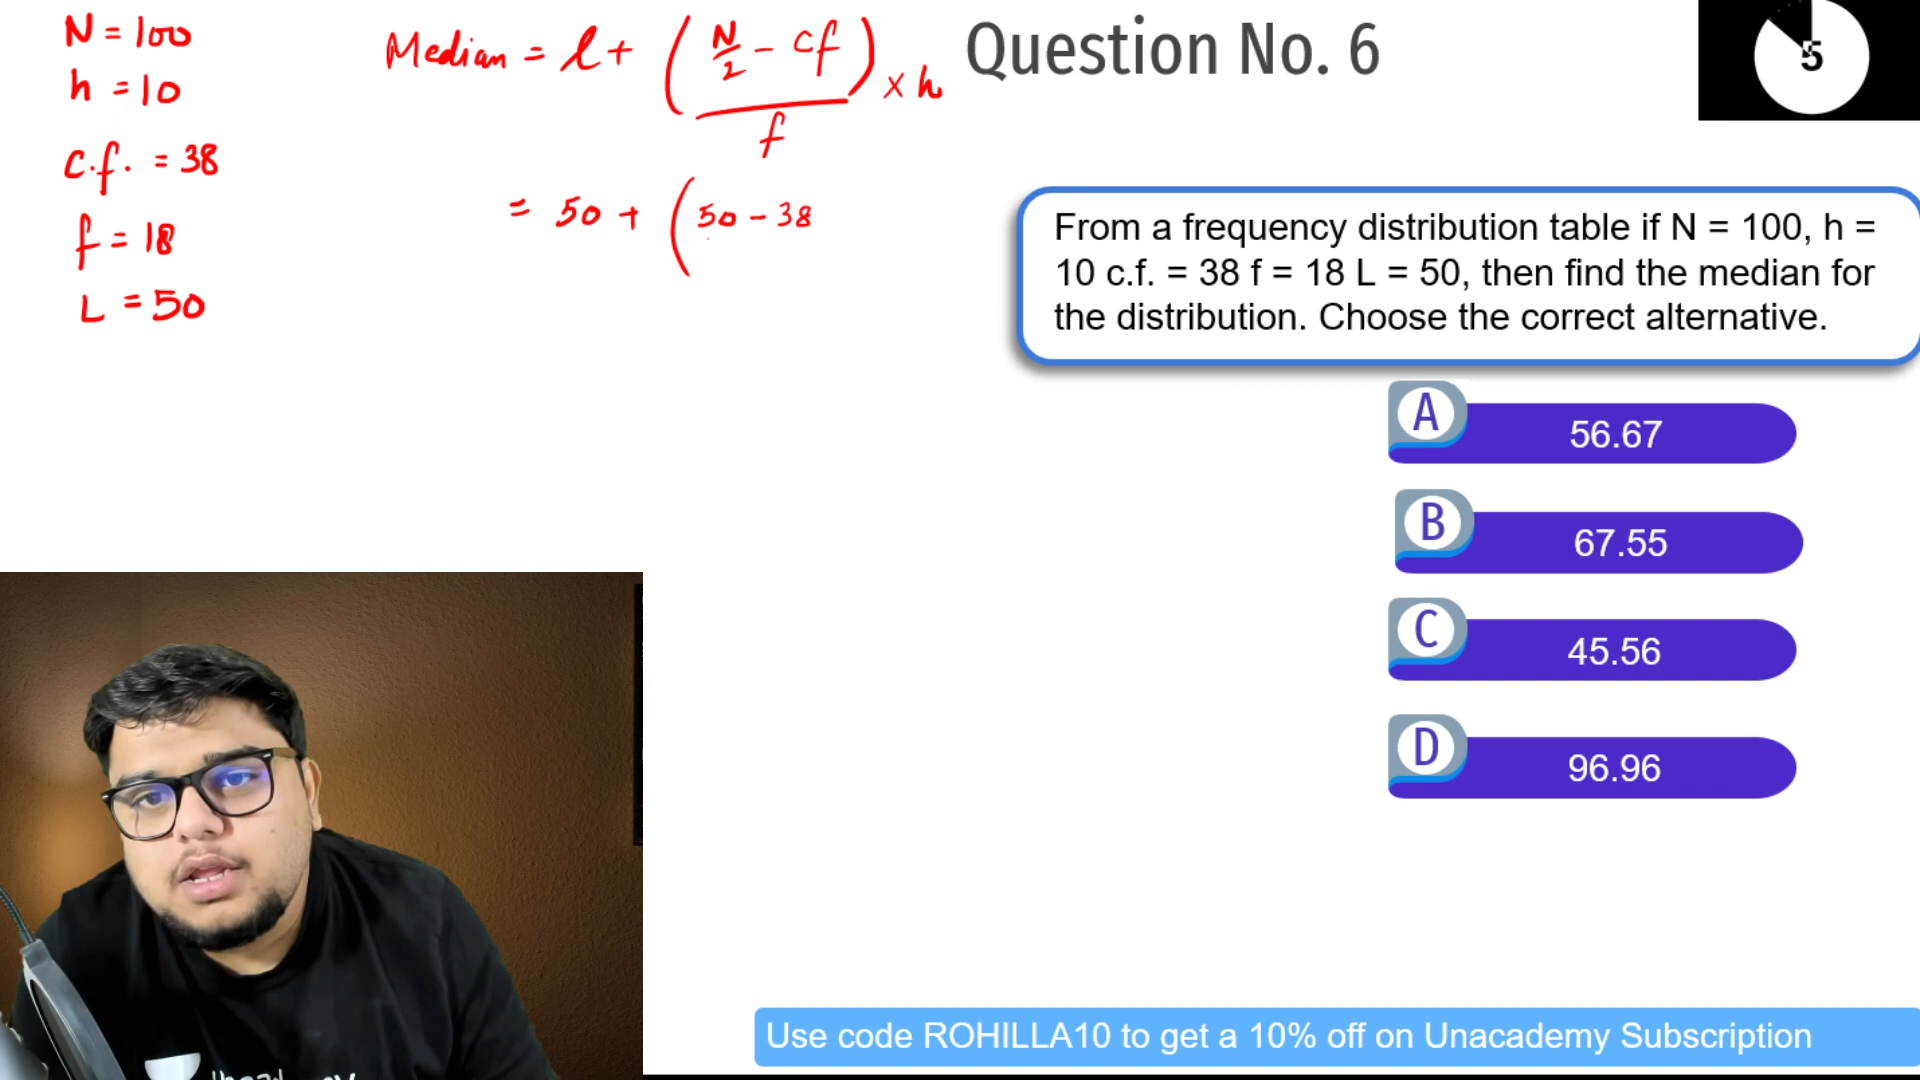 N = 100
h = 10
c.f. = 38
f = 18
L = 50
Median = l + ( N/2 - cf / f ) × h
= 50 + ( 50 - 38
Question No. 6
5
From a frequency distribution table if N = 100, h =
10 c.f. = 38 f = 18 L = 50, then find the median for
the distribution. Choose the correct alternative.
A 56.67
B 67.55
C 45.56
D 96.96
Use code ROHILLA10 to get a 10% off on Unacademy Subscription